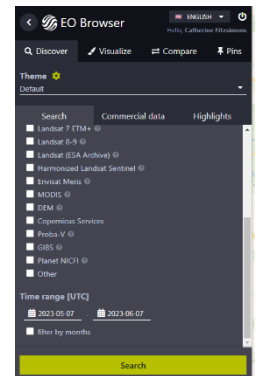 EO Browser
ENGLISH
Hello, Catherine Fitzsimons
Discover
Visualize
Compare
Pins
Theme
Default
Search
Commercial data
Highlights
Landsat 7 ETM+
Landsat 8-9
Landsat (ESA Archive)
Harmonized Landsat Sentinel
Envisat Meris
MODIS
DEM
Copernicus Services
Proba-V
GIBS
Planet NICFI
Other
Time range [UTC]
2023-05-07 - 2023-06-07
filter by months
Search